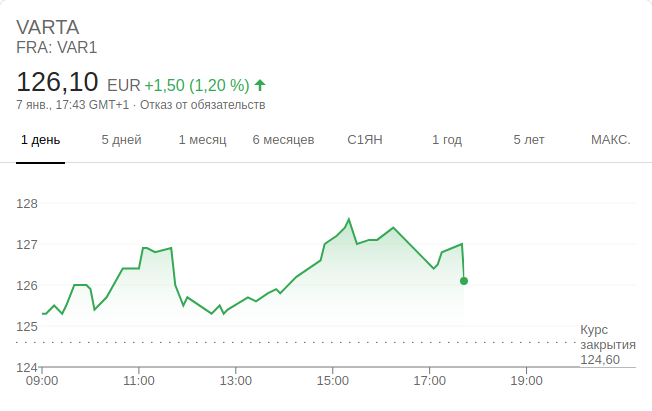 VARTA
FRA: VAR1
126,10 EUR +1,50 (1,20 %)
7 янв., 17:43 GMT+1 · Отказ от обязательств
1 день 5 дней 1 месяц 6 месяцев С1ЯН 1 год 5 лет МАКС.
128
127
126
125
Курс
закрытия
124,60
124
09:00 11:00 13:00 15:00 17:00 19:00